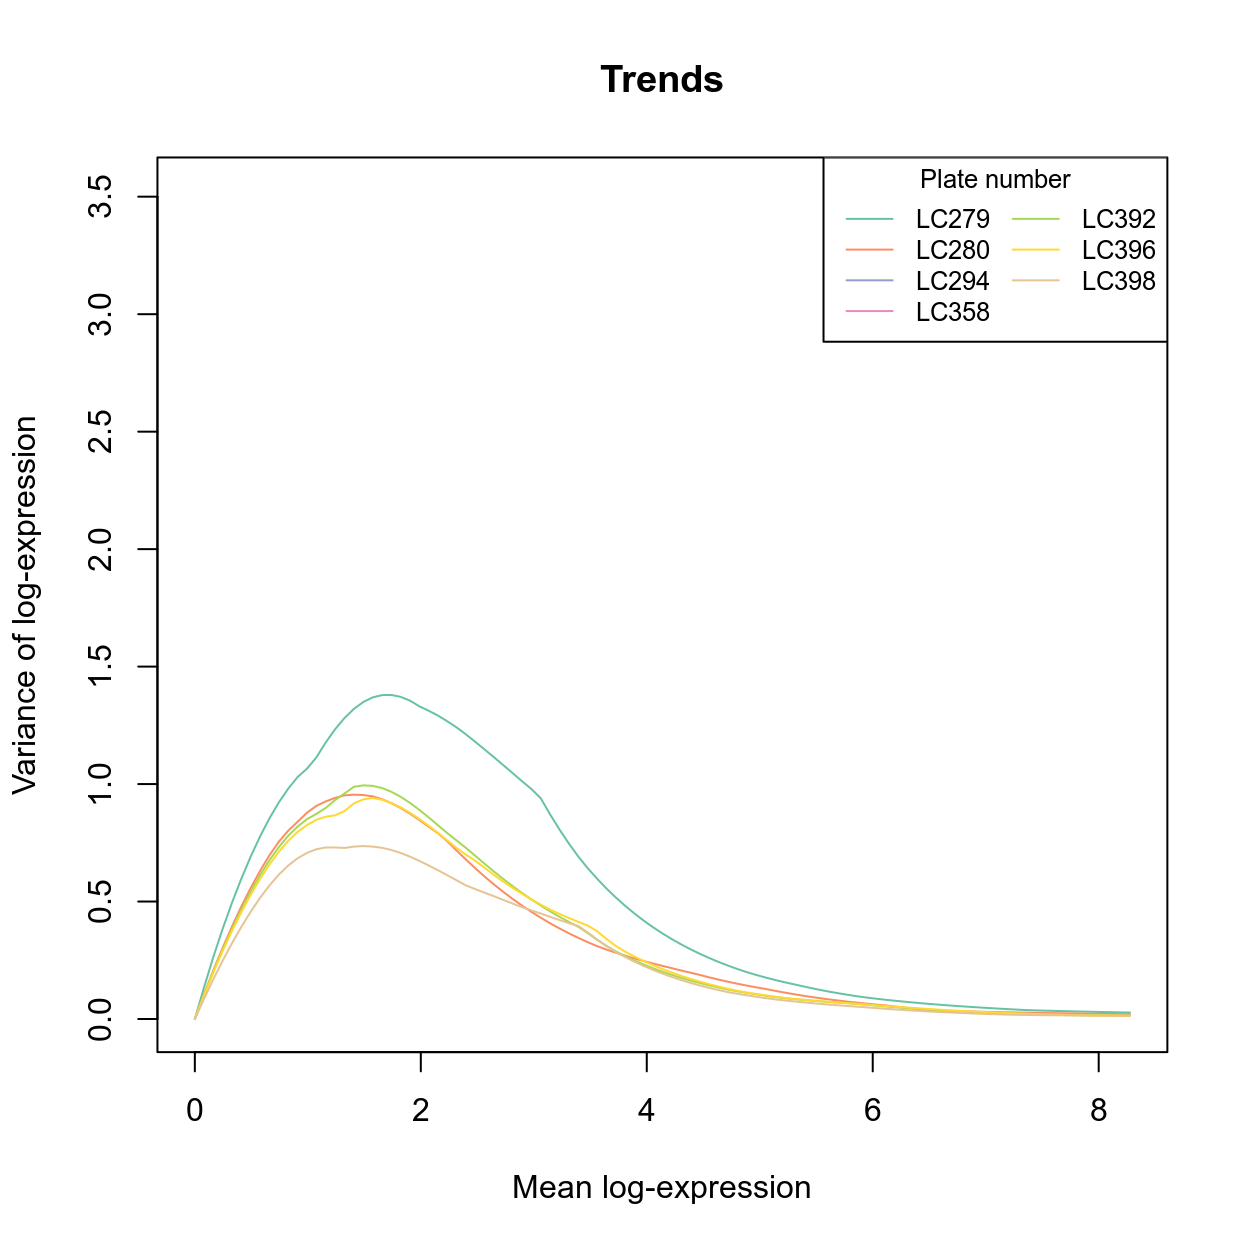 Trends
Plate number
LC279
LC280
LC294
LC358
LC392
LC396
LC398
Variance of log-expression
3.5
3.0
2.5
2.0
1.5
1.0
0.5
0.0
0 2 4 6 8
Mean log-expression